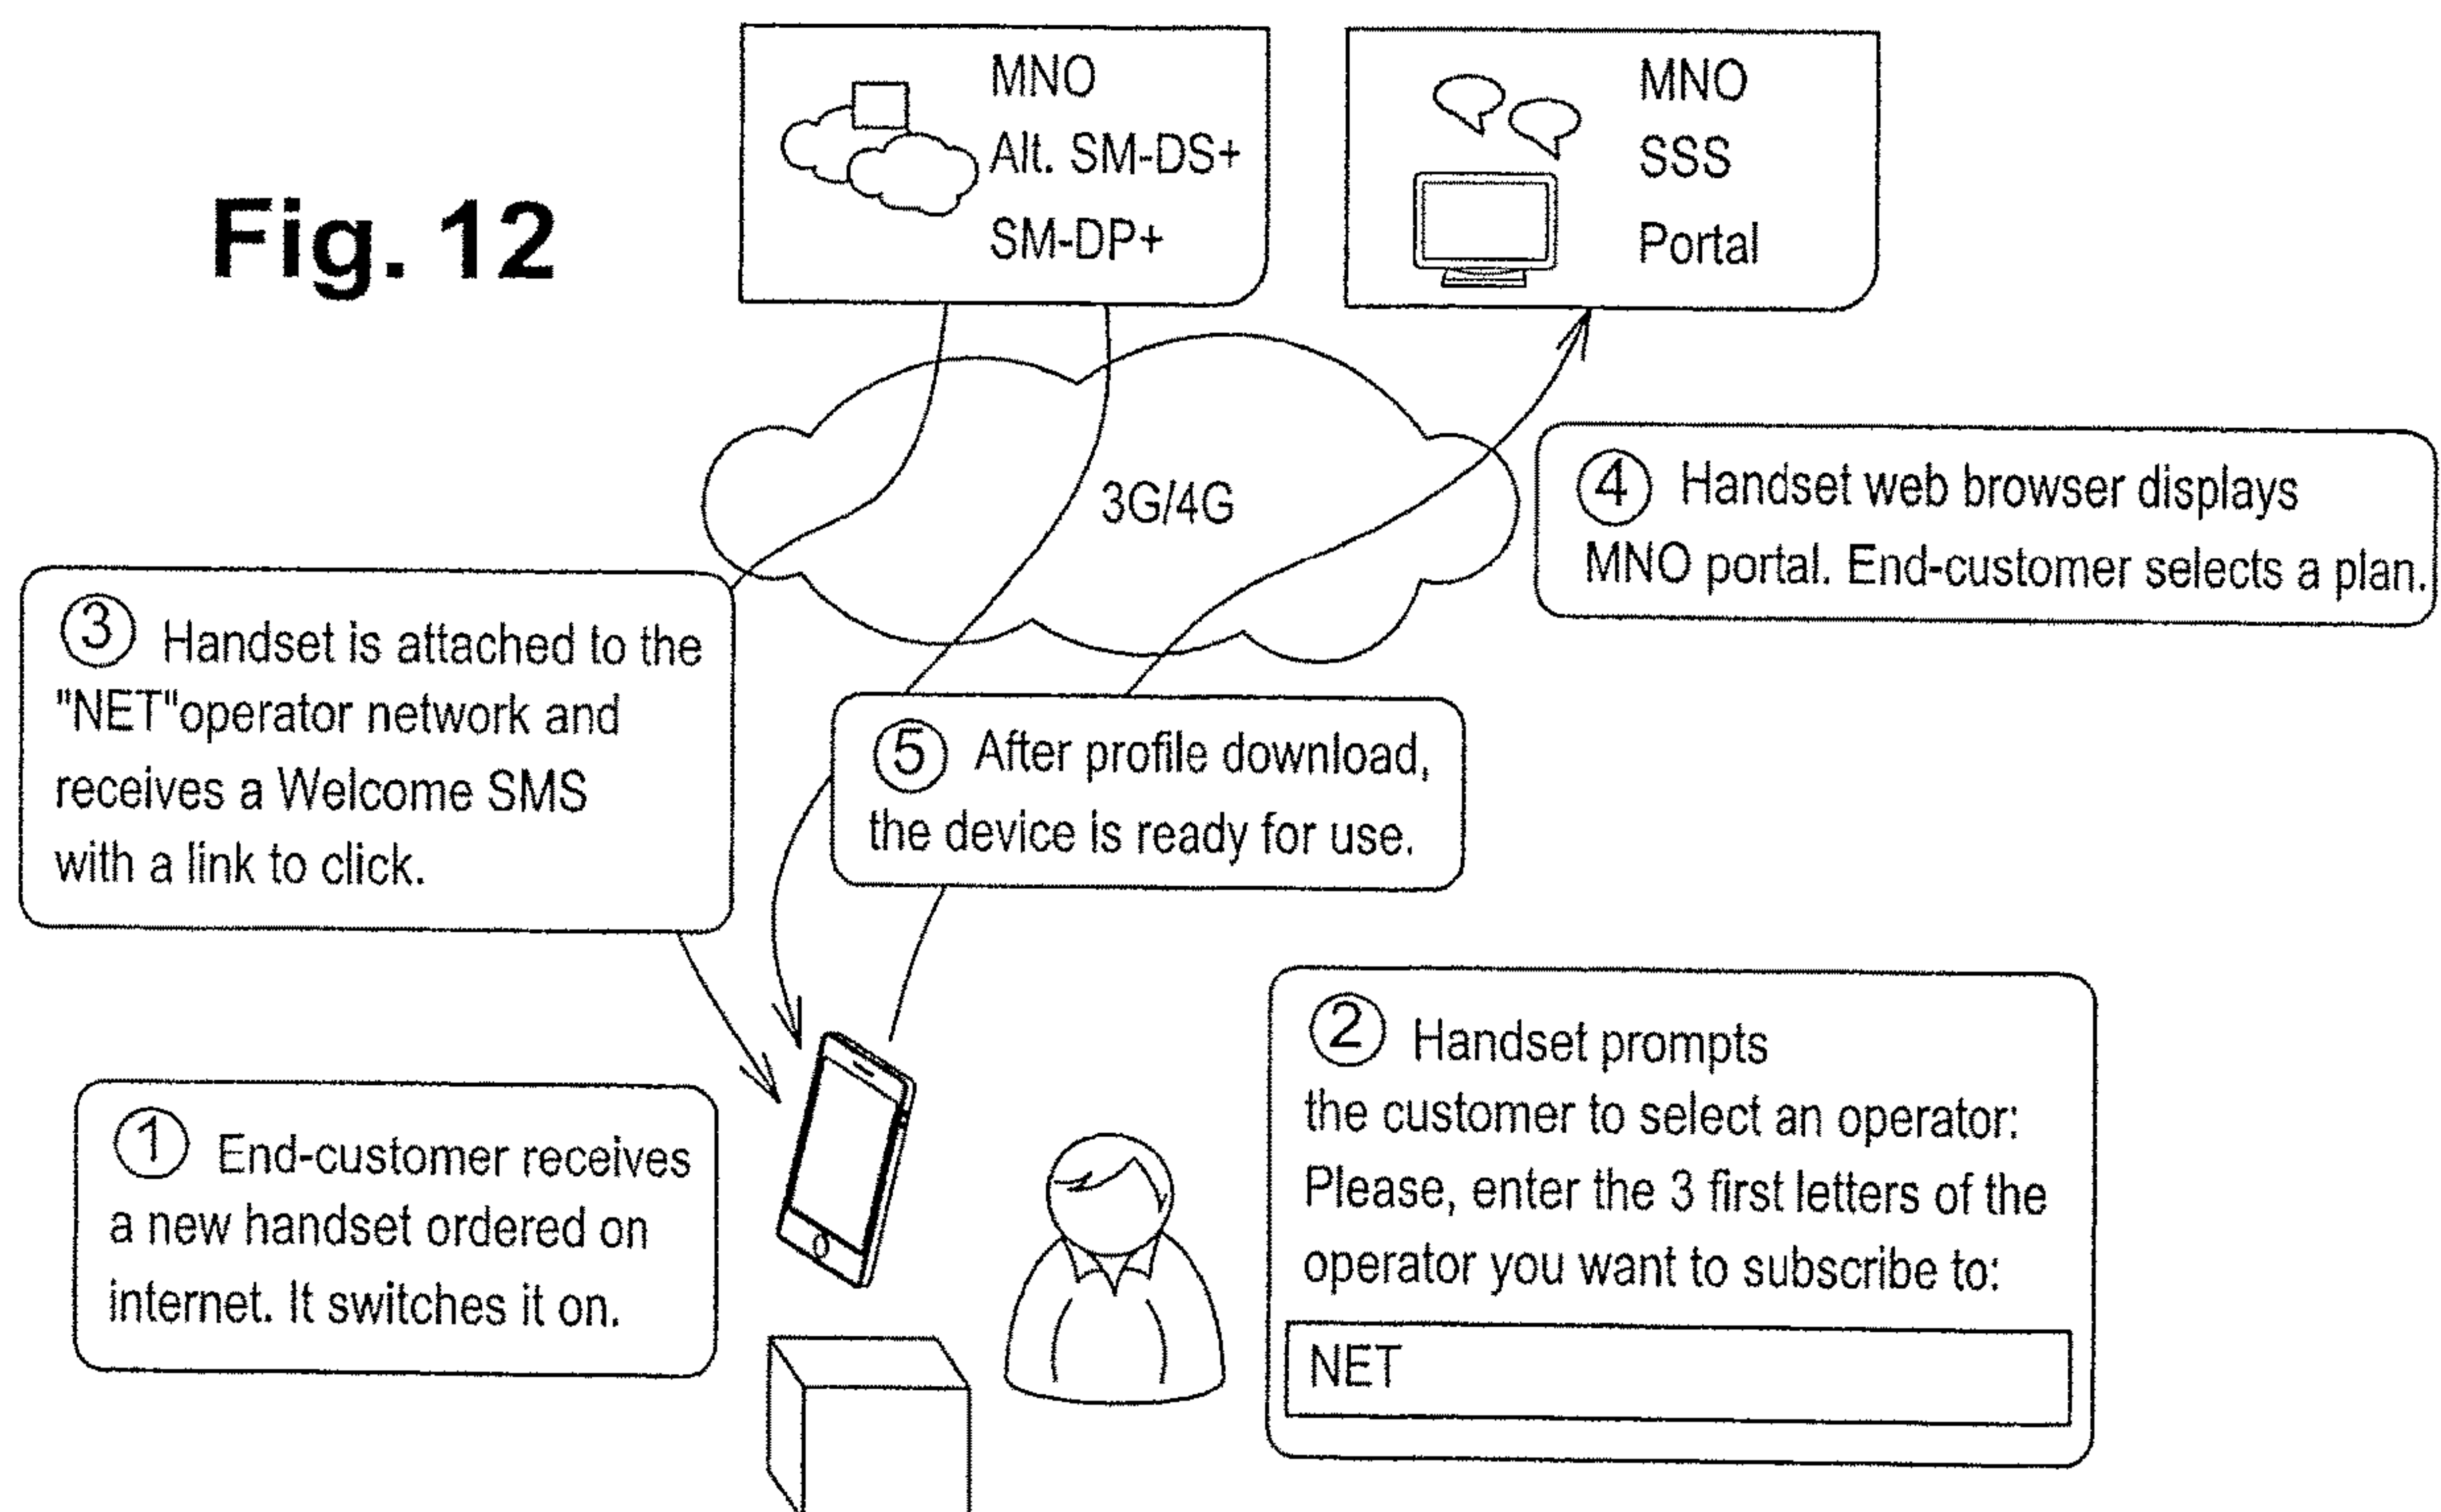 Fig. 12
MNO
Alt. SM-DS+
SM-DP+
MNO
SSS
Portal
3G/4G
④ Handset web browser displays
MNO portal. End-customer selects a plan.
③ Handset is attached to the
"NET"operator network and
receives a Welcome SMS
with a link to click.
⑤ After profile download,
the device is ready for use.
① End-customer receives
a new handset ordered on
internet. It switches it on.
② Handset prompts
the customer to select an operator:
Please, enter the 3 first letters of the
operator you want to subscribe to:
NET